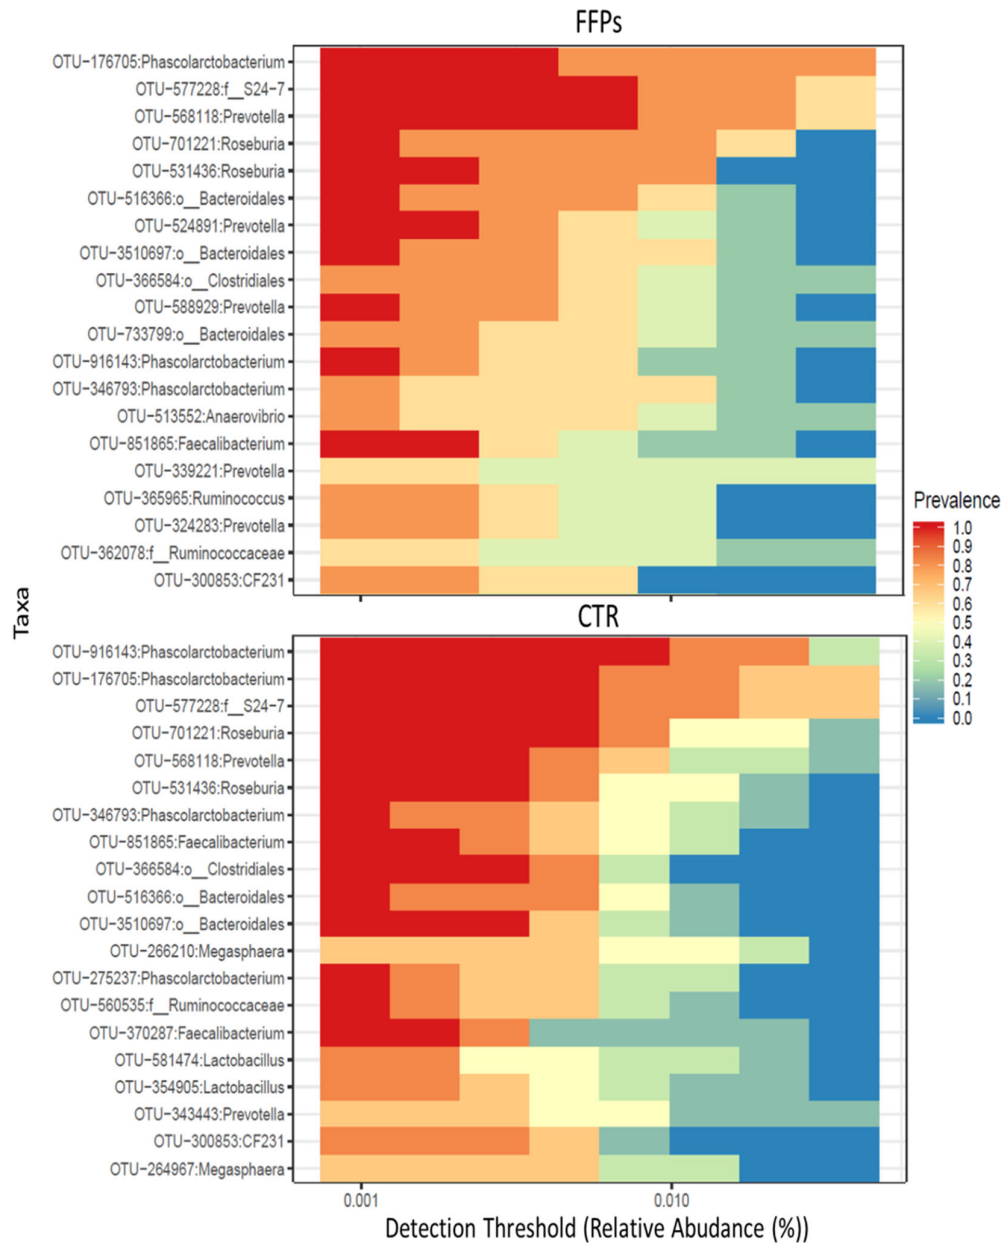 FFPs
OTU−176705:Phascolarctobacterium
OTU−577228:f__S24−7
OTU−568118:Prevotella
OTU−701221:Roseburia
OTU−531436:Roseburia
OTU−516366:o__Bacteroidales
OTU−524891:Prevotella
OTU−3510697:o__Bacteroidales
OTU−366584:o__Clostridiales
OTU−588929:Prevotella
OTU−733799:o__Bacteroidales
OTU−916143:Phascolarctobacterium
OTU−346793:Phascolarctobacterium
OTU−513552:Anaerovibrio
OTU−851865:Faecalibacterium
OTU−339221:Prevotella
OTU−365965:Ruminococcus
OTU−324283:Prevotella
OTU−362078:f__Ruminococcaceae
OTU−300853:CF231
Prevalence
1.0
0.9
0.8
0.7
0.6
0.5
0.4
0.3
0.2
0.1
0.0
Taxa
CTR
OTU−916143:Phascolarctobacterium
OTU−176705:Phascolarctobacterium
OTU−577228:f__S24−7
OTU−701221:Roseburia
OTU−568118:Prevotella
OTU−531436:Roseburia
OTU−346793:Phascolarctobacterium
OTU−851865:Faecalibacterium
OTU−366584:o__Clostridiales
OTU−516366:o__Bacteroidales
OTU−3510697:o__Bacteroidales
OTU−266210:Megasphaera
OTU−275237:Phascolarctobacterium
OTU−560535:f__Ruminococcaceae
OTU−370287:Faecalibacterium
OTU−581474:Lactobacillus
OTU−354905:Lactobacillus
OTU−343443:Prevotella
OTU−300853:CF231
OTU−264967:Megasphaera
0.001 0.010
Detection Threshold (Relative Abudance (%))